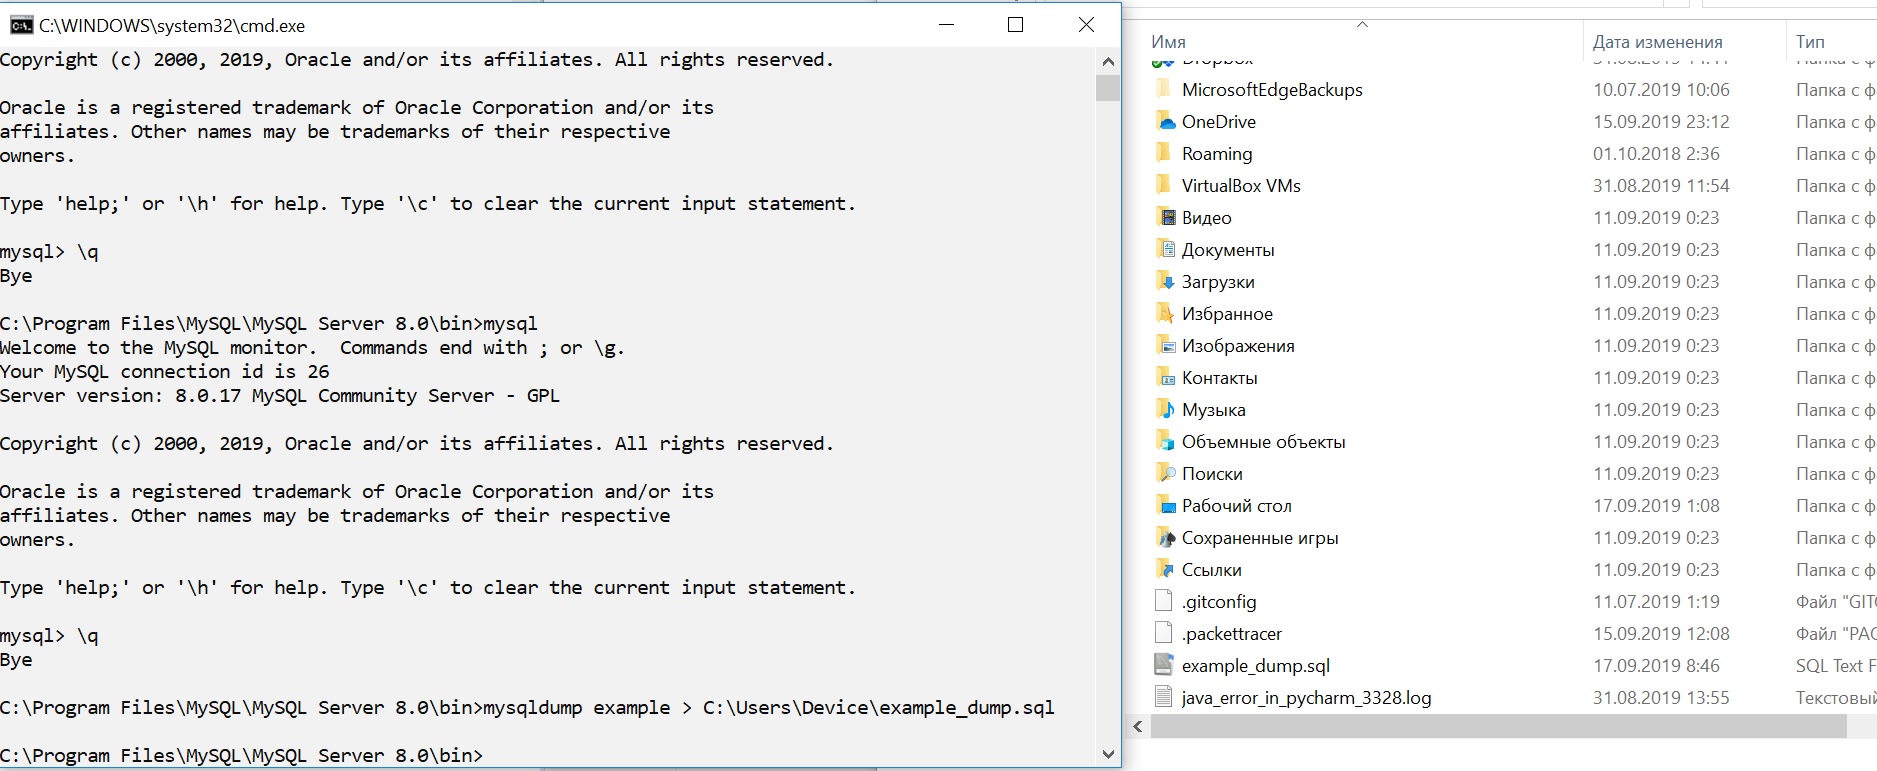 C:\WINDOWS\system32\cmd.exe
Copyright (c) 2000, 2019, Oracle and/or its affiliates. All rights reserved.
Oracle is a registered trademark of Oracle Corporation and/or its
affiliates. Other names may be trademarks of their respective
owners.
Type 'help;' or '\h' for help. Type '\c' to clear the current input statement.
mysql> \q
Bye
C:\Program Files\MySQL\MySQL Server 8.0\bin>mysql
Welcome to the MySQL monitor.  Commands end with ; or \g.
Your MySQL connection id is 26
Server version: 8.0.17 MySQL Community Server - GPL
Copyright (c) 2000, 2019, Oracle and/or its affiliates. All rights reserved.
Oracle is a registered trademark of Oracle Corporation and/or its
affiliates. Other names may be trademarks of their respective
owners.
Type 'help;' or '\h' for help. Type '\c' to clear the current input statement.
mysql> \q
Bye
C:\Program Files\MySQL\MySQL Server 8.0\bin>mysqldump example > C:\Users\Device\example_dump.sql
C:\Program Files\MySQL\MySQL Server 8.0\bin>
Имя Дата изменения Тип
Dropbox
MicrosoftEdgeBackups 10.07.2019 10:06 Папка с ф
OneDrive 15.09.2019 23:12 Папка с ф
Roaming 01.10.2018 2:36 Папка с ф
VirtualBox VMs 31.08.2019 11:54 Папка с ф
Видео 11.09.2019 0:23 Папка с ф
Документы 11.09.2019 0:23 Папка с ф
Загрузки 11.09.2019 0:23 Папка с ф
Избранное 11.09.2019 0:23 Папка с ф
Изображения 11.09.2019 0:23 Папка с ф
Контакты 11.09.2019 0:23 Папка с ф
Музыка 11.09.2019 0:23 Папка с ф
Объемные объекты 11.09.2019 0:23 Папка с ф
Поиски 11.09.2019 0:23 Папка с ф
Рабочий стол 17.09.2019 1:08 Папка с ф
Сохраненные игры 11.09.2019 0:23 Папка с ф
Ссылки 11.09.2019 0:23 Папка с ф
.gitconfig 11.07.2019 1:19 Файл "GIT
.packettracer 15.09.2019 12:08 Файл "PAC
example_dump.sql 17.09.2019 8:46 SQL Text F
java_error_in_pycharm_3328.log 31.08.2019 13:55 Текстовый